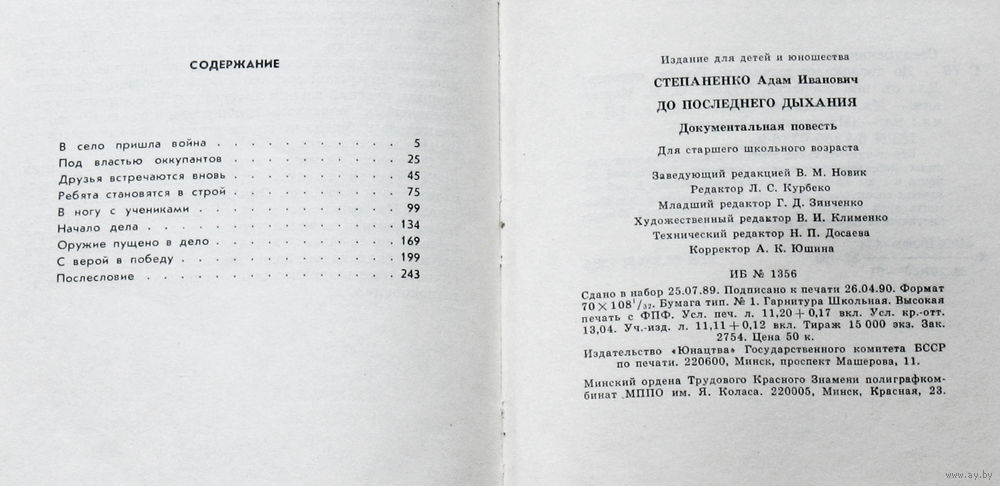 СОДЕРЖАНИЕ
В село пришла война . . . . . . . . . . . 5
Под властью оккупантов . . . . . . . . . . 25
Друзья встречаются вновь . . . . . . . . . . 45
Ребята становятся в строй . . . . . . . . . . 75
В ногу с учениками . . . . . . . . . . . 99
Начало дела . . . . . . . . . . . . . . 134
Оружие пущено в дело . . . . . . . . . . . 169
С верой в победу . . . . . . . . . . . . 199
Послесловие . . . . . . . . . . . . . . 243
Издание для детей и юношества
СТЕПАНЕНКО Адам Иванович
ДО ПОСЛЕДНЕГО ДЫХАНИЯ
Документальная повесть
Для старшего школьного возраста
Заведующий редакцией В. М. Новик
Редактор Л. С. Курбеко
Младший редактор Г. Д. Зинченко
Художественный редактор В. И. Клименко
Технический редактор Н. П. Досаева
Корректор А. К. Юшина
ИБ № 1356
Сдано в набор 25.07.89. Подписано к печати 26.04.90. Формат
70×108¹/₃₇. Бумага тип. № 1. Гарнитура Школьная. Высокая
печать с ФПФ. Усл. печ. л. 11,20+0,17 вкл. Усл. кр.-отт.
13,04. Уч.-изд. л. 11,11+0,12 вкл. Тираж 15 000 экз. Зак.
2754. Цена 50 к.
Издательство «Юнацтва» Государственного комитета БССР
по печати. 220600, Минск, проспект Машерова, 11.
Минский ордена Трудового Красного Знамени полиграфком-
бинат МППО им. Я. Коласа. 220005, Минск, Красная, 23.
www.ay.by